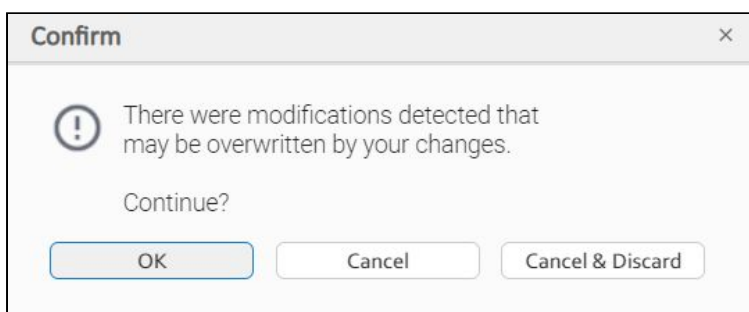 Confirm
There were modifications detected that
may be overwritten by your changes.
Continue?
OK Cancel Cancel & Discard